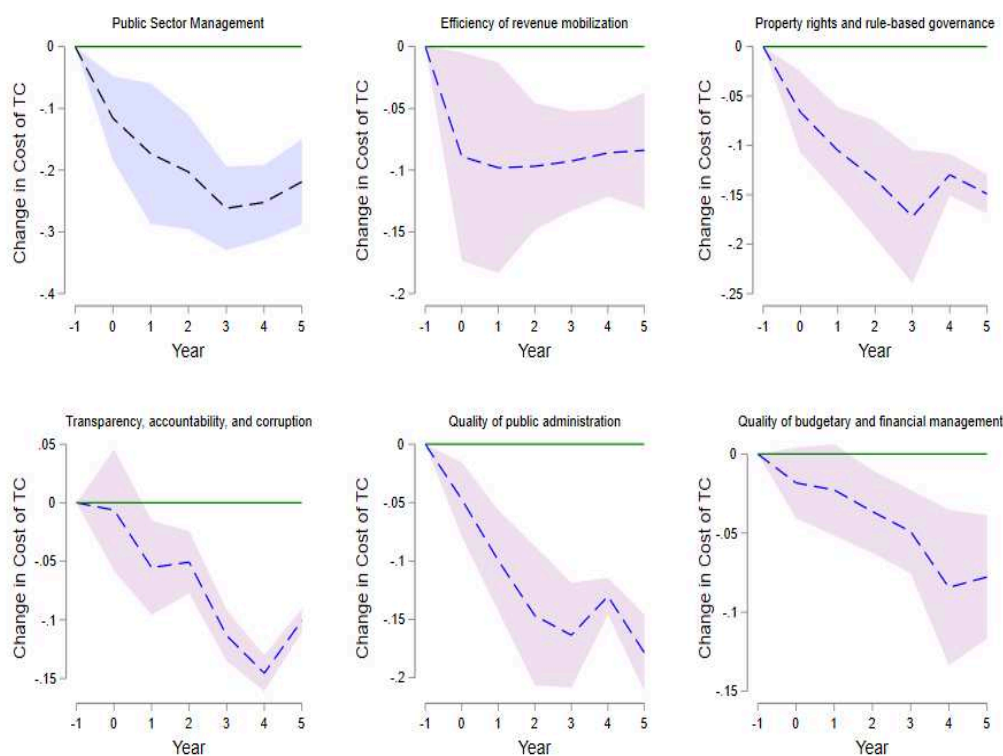 Public Sector Management
Change in Cost of TC
0
-.1
-.2
-.3
-.4
-1 0 1 2 3 4 5
Year
Efficiency of revenue mobilization
Change in Cost of TC
0
-.05
-.1
-.15
-.2
-1 0 1 2 3 4 5
Year
Property rights and rule-based governance
Change in Cost of TC
0
-.05
-.1
-.15
-.2
-.25
-1 0 1 2 3 4 5
Year
Transparency, accountability, and corruption
Change in Cost of TC
.05
0
-.05
-.1
-.15
-1 0 1 2 3 4 5
Year
Quality of public administration
Change in Cost of TC
0
-.05
-.1
-.15
-.2
-1 0 1 2 3 4 5
Year
Quality of budgetary and financial management
Change in Cost of TC
0
-.05
-.1
-.15
-1 0 1 2 3 4 5
Year